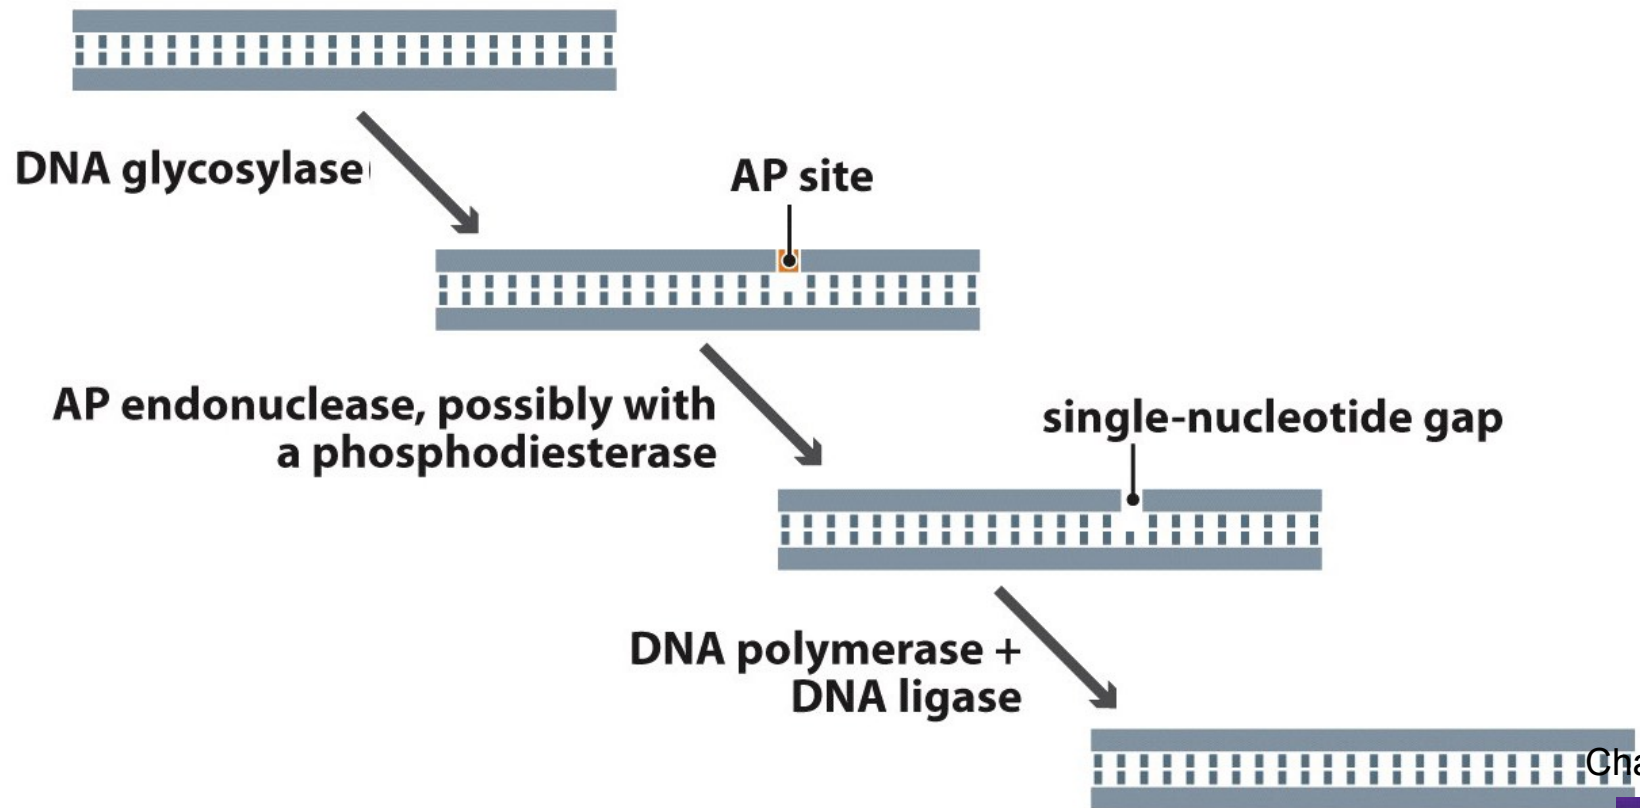 DNA glycosylase
AP site
AP endonuclease, possibly with
a phosphodiesterase
single-nucleotide gap
DNA polymerase +
DNA ligase